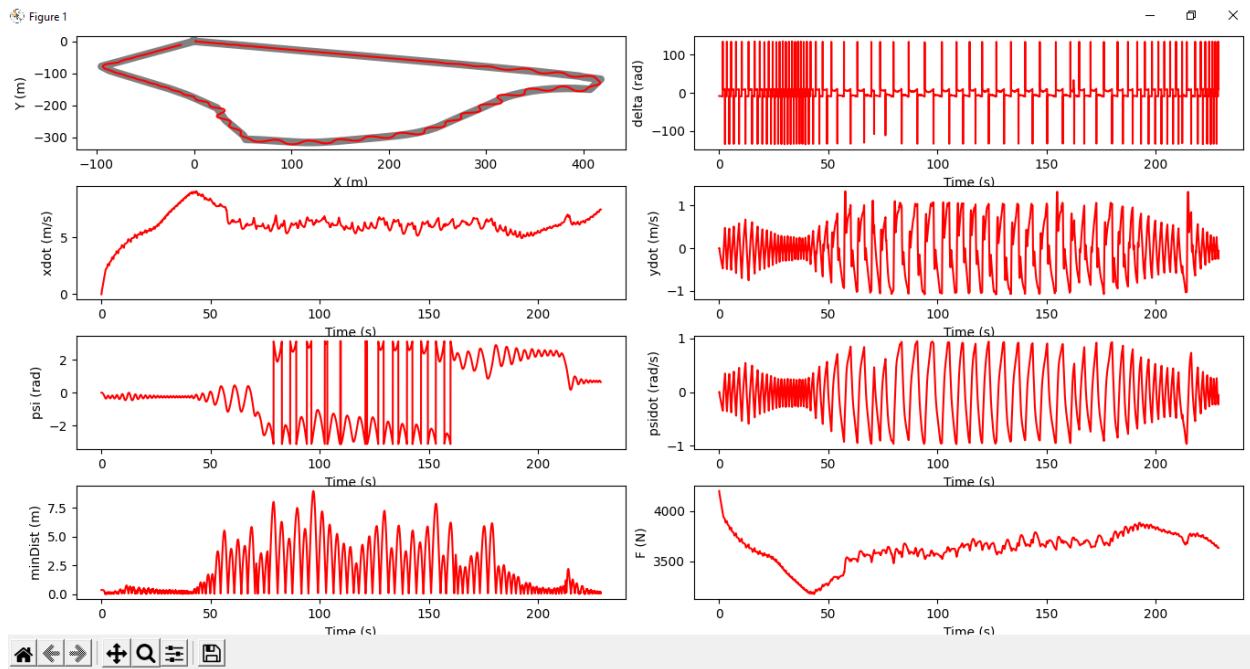 Figure 1
0
−100
−200
−300
Y (m)
−100 0 100 200 300 400
X (m)
100
0
−100
delta (rad)
0 50 100 150 200
Time (s)
5
0
xdot (m/s)
0 50 100 150 200
Time (s)
1
0
−1
ydot (m/s)
0 50 100 150 200
Time (s)
2
0
−2
psi (rad)
0 50 100 150 200
Time (s)
1
0
−1
psidot (rad/s)
0 50 100 150 200
Time (s)
7.5
5.0
2.5
0.0
minDist (m)
0 50 100 150 200
Time (s)
4000
3500
F (N)
0 50 100 150 200
Time (s)